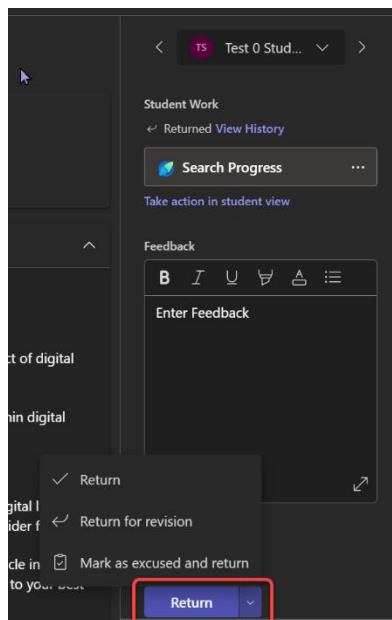 TS Test 0 Stud...
Student Work
Returned View History
Search Progress ...
Take action in student view
Feedback
B I U A
Enter Feedback
ct of digital
nin digital
Return
gital l
ider f
Return for revision
cle in
Mark as excused and return
to your best
Return